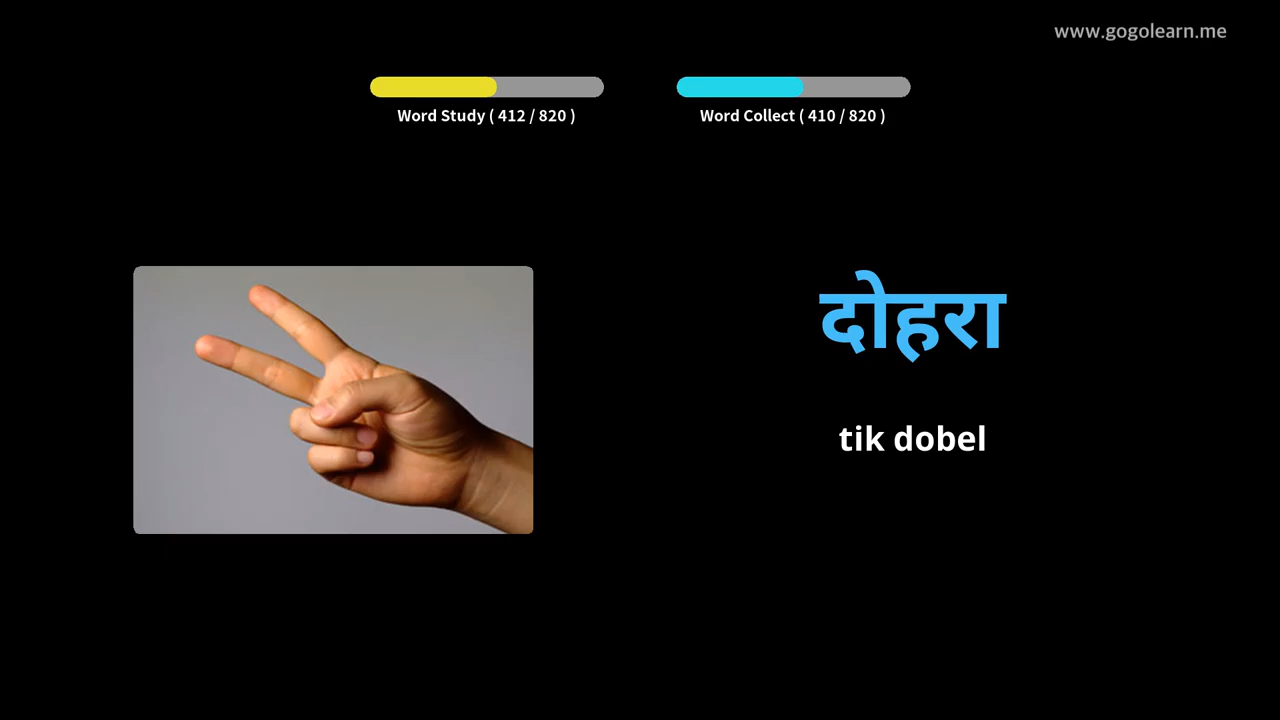 www.gogolearn.me
Word Study ( 412 / 820 )
Word Collect ( 410 / 820 )
दोहरा
tik dobel